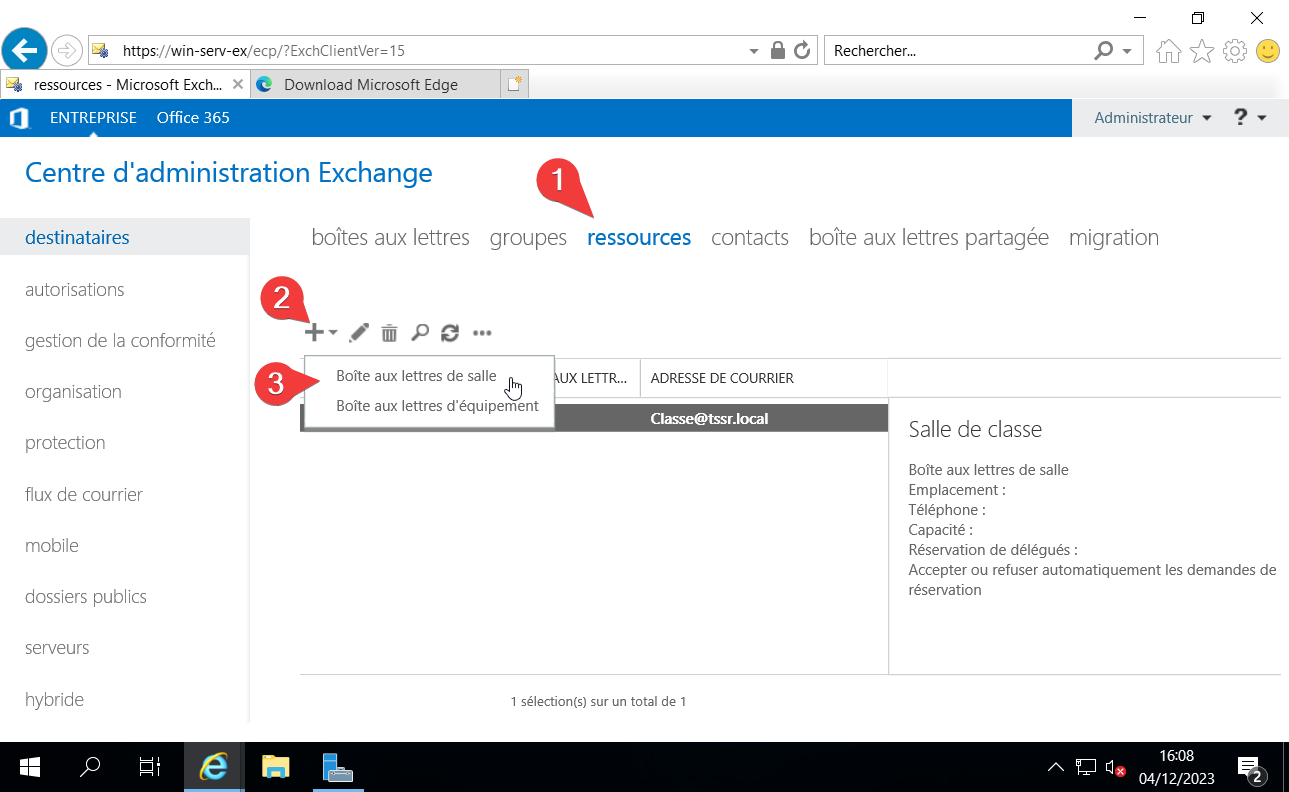 https://win-serv-ex/ecp/?ExchClientVer=15
Rechercher...
ressources - Microsoft Exch...
Download Microsoft Edge
ENTREPRISE
Office 365
Administrateur
?
Centre d'administration Exchange
1
destinataires
autorisations
gestion de la conformité
organisation
protection
flux de courrier
mobile
dossiers publics
serveurs
hybride
boîtes aux lettres
groupes
ressources
contacts
boîte aux lettres partagée
migration
2
3
Boîte aux lettres de salle
Boîte aux lettres d'équipement
AUX LETTR...
ADRESSE DE COURRIER
Classe@tssr.local
Salle de classe
Boîte aux lettres de salle
Emplacement :
Téléphone :
Capacité :
Réservation de délégués :
Accepter ou refuser automatiquement les demandes de
réservation
1 sélection(s) sur un total de 1
16:08
04/12/2023
2